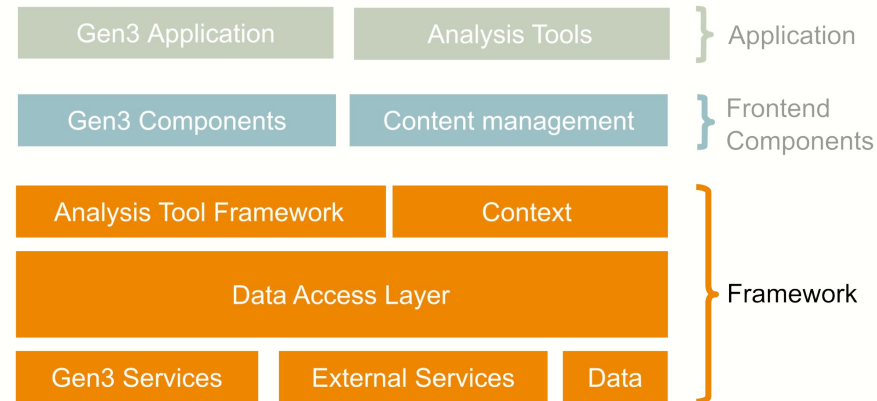 Gen3 Application
Analysis Tools
Application
Gen3 Components
Content management
Frontend
Components
Analysis Tool Framework
Context
Data Access Layer
Framework
Gen3 Services
External Services
Data